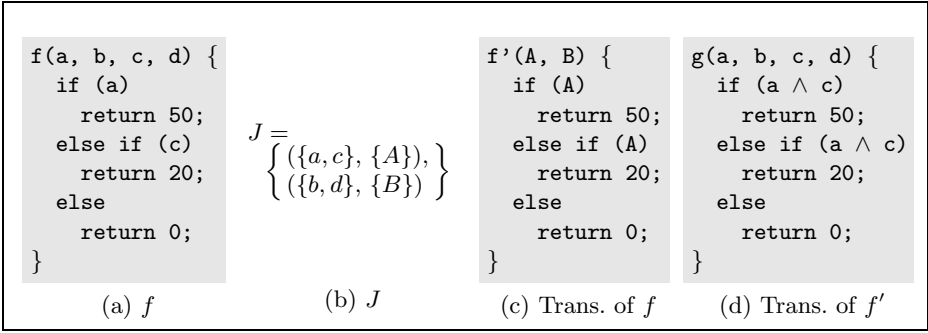 f(a, b, c, d) {
if (a)
return 50;
else if (c)
return 20;
else
return 0;
}
(a) f
J =
{ ({a, c}, {A}),
({b, d}, {B}) }
(b) J
f'(A, B) {
if (A)
return 50;
else if (A)
return 20;
else
return 0;
}
(c) Trans. of f
g(a, b, c, d) {
if (a ∧ c)
return 50;
else if (a ∧ c)
return 20;
else
return 0;
}
(d) Trans. of f′